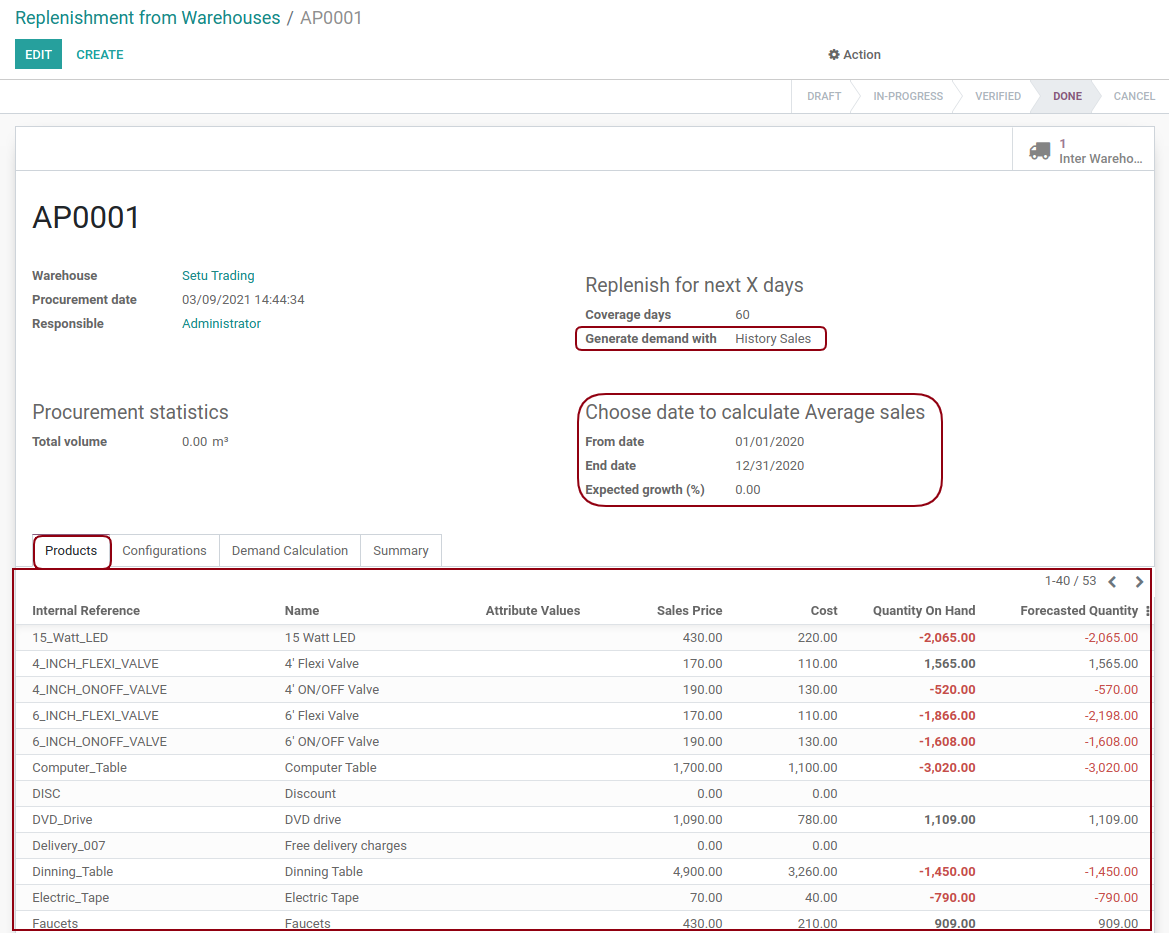 Replenishment from Warehouses / AP0001
EDIT CREATE Action
DRAFT IN-PROGRESS VERIFIED DONE CANCEL
1
Inter Wareho...
AP0001
Warehouse Setu Trading
Procurement date 03/09/2021 14:44:34
Responsible Administrator
Replenish for next X days
Coverage days 60
Generate demand with History Sales
Procurement statistics
Total volume 0.00 m³
Choose date to calculate Average sales
From date 01/01/2020
End date 12/31/2020
Expected growth (%) 0.00
Products Configurations Demand Calculation Summary
1-40 / 53
Internal Reference Name Attribute Values Sales Price Cost Quantity On Hand Forecasted Quantity
15_Watt_LED 15 Watt LED 430.00 220.00 -2,065.00 -2,065.00
4_INCH_FLEXI_VALVE 4' Flexi Valve 170.00 110.00 1,565.00 1,565.00
4_INCH_ONOFF_VALVE 4' ON/OFF Valve 190.00 130.00 -520.00 -570.00
6_INCH_FLEXI_VALVE 6' Flexi Valve 170.00 110.00 -1,866.00 -2,198.00
6_INCH_ONOFF_VALVE 6' ON/OFF Valve 190.00 130.00 -1,608.00 -1,608.00
Computer_Table Computer Table 1,700.00 1,100.00 -3,020.00 -3,020.00
DISC Discount 0.00 0.00
DVD_Drive DVD drive 1,090.00 780.00 1,109.00 1,109.00
Delivery_007 Free delivery charges 0.00 0.00
Dinning_Table Dinning Table 4,900.00 3,260.00 -1,450.00 -1,450.00
Electric_Tape Electric Tape 70.00 40.00 -790.00 -790.00
Faucets Faucets 430.00 210.00 909.00 909.00